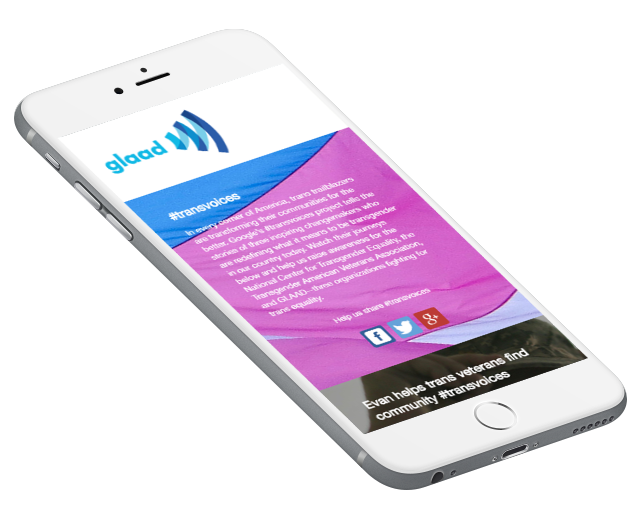 glaad
#transvoices
In every corner of America, trans trailblazers
are transforming their communities for the
better. Google's #transvoices project tells the
stories of three inspiring changemakers who
are redefining what it means to be transgender
in our country today. Watch their journeys
below and help us raise awareness for the
National Center for Transgender Equality, the
Transgender American Veterans Association,
and GLAAD--three organizations fighting for
trans equality.
Help us share #transvoices
f
g+
Evan helps trans veterans find
community #transvoices